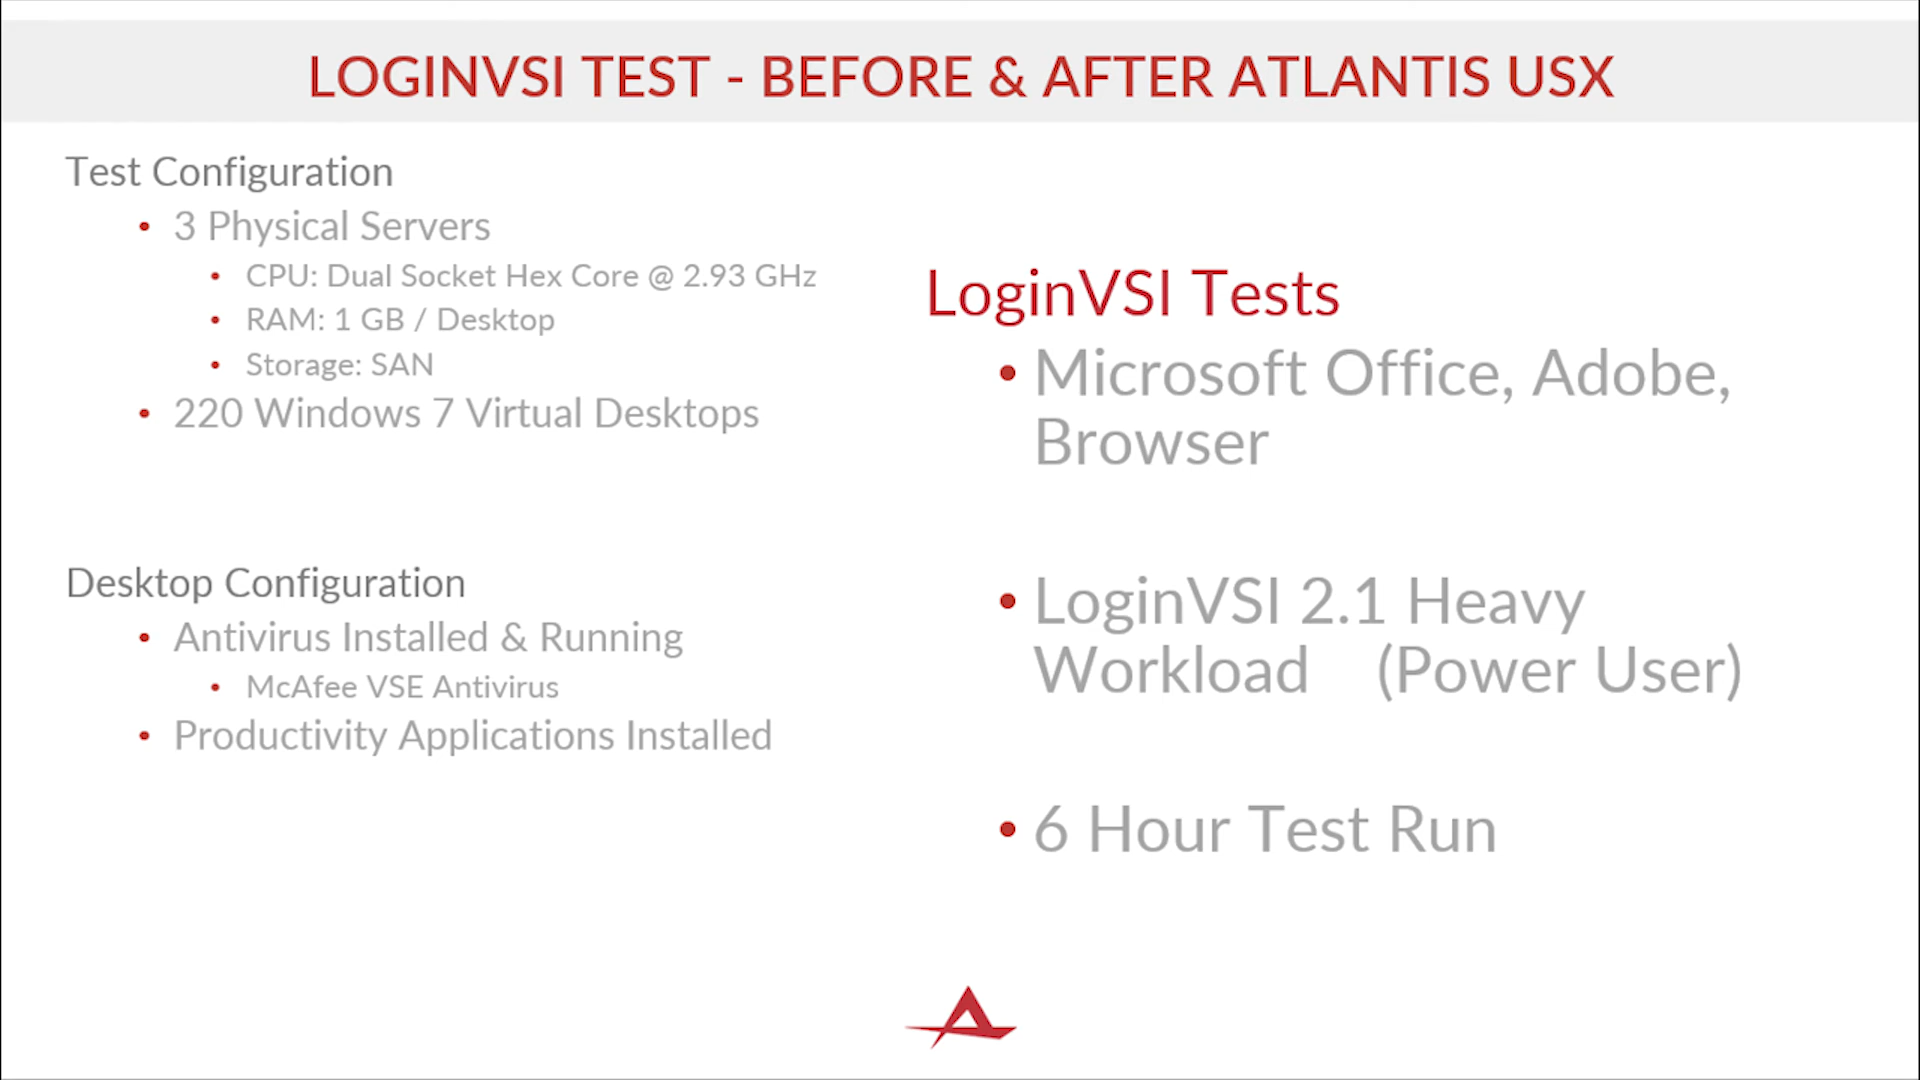 LOGINVSI TEST - BEFORE & AFTER ATLANTIS USX
Test Configuration
• 3 Physical Servers
• CPU: Dual Socket Hex Core @ 2.93 GHz
• RAM: 1 GB / Desktop
• Storage: SAN
• 220 Windows 7 Virtual Desktops
Desktop Configuration
• Antivirus Installed & Running
• McAfee VSE Antivirus
• Productivity Applications Installed
LoginVSI Tests
• Microsoft Office, Adobe,
Browser
• LoginVSI 2.1 Heavy
Workload (Power User)
• 6 Hour Test Run